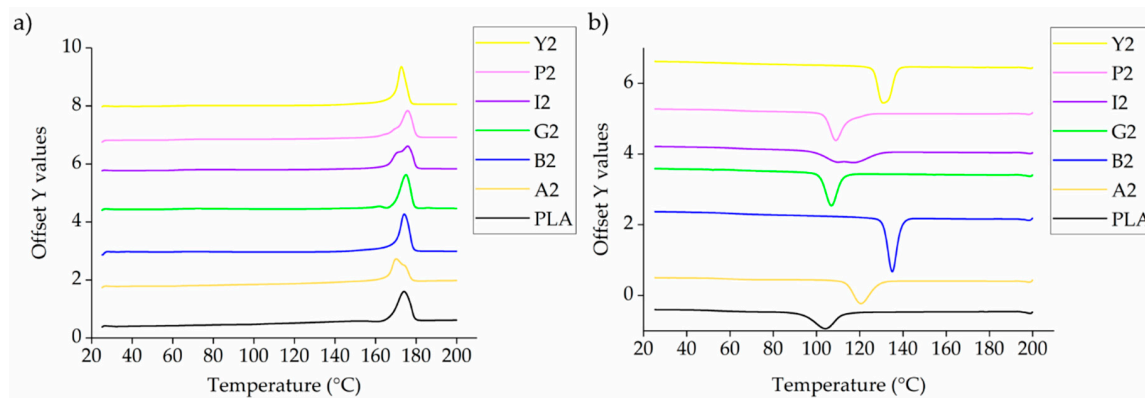 a)
Offset Y values
10
8
6
4
2
0
20 40 60 80 100 120 140 160 180 200
Temperature (°C)
Y2
P2
I2
G2
B2
A2
PLA
b)
Offset Y values
6
4
2
0
20 40 60 80 100 120 140 160 180 200
Temperature (°C)
Y2
P2
I2
G2
B2
A2
PLA